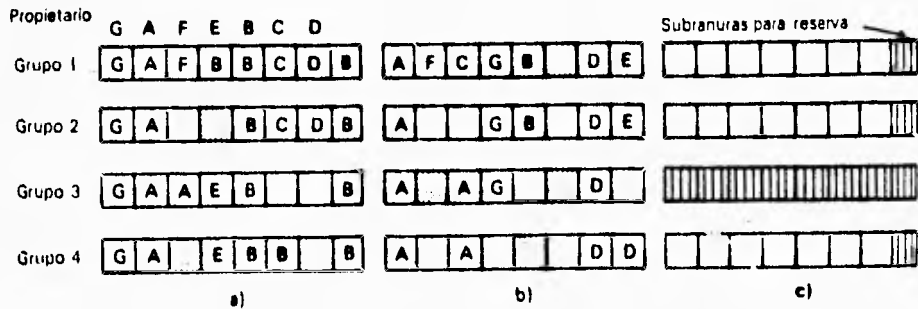 Propietario
G A F E B C D
Subranuras para reserva
Grupo 1 G A F B B C D B A F C G B D E
Grupo 2 G A B C D B A G B D E
Grupo 3 G A A E B B A A G D
Grupo 4 G A E B B B A A D D
a) b) c)